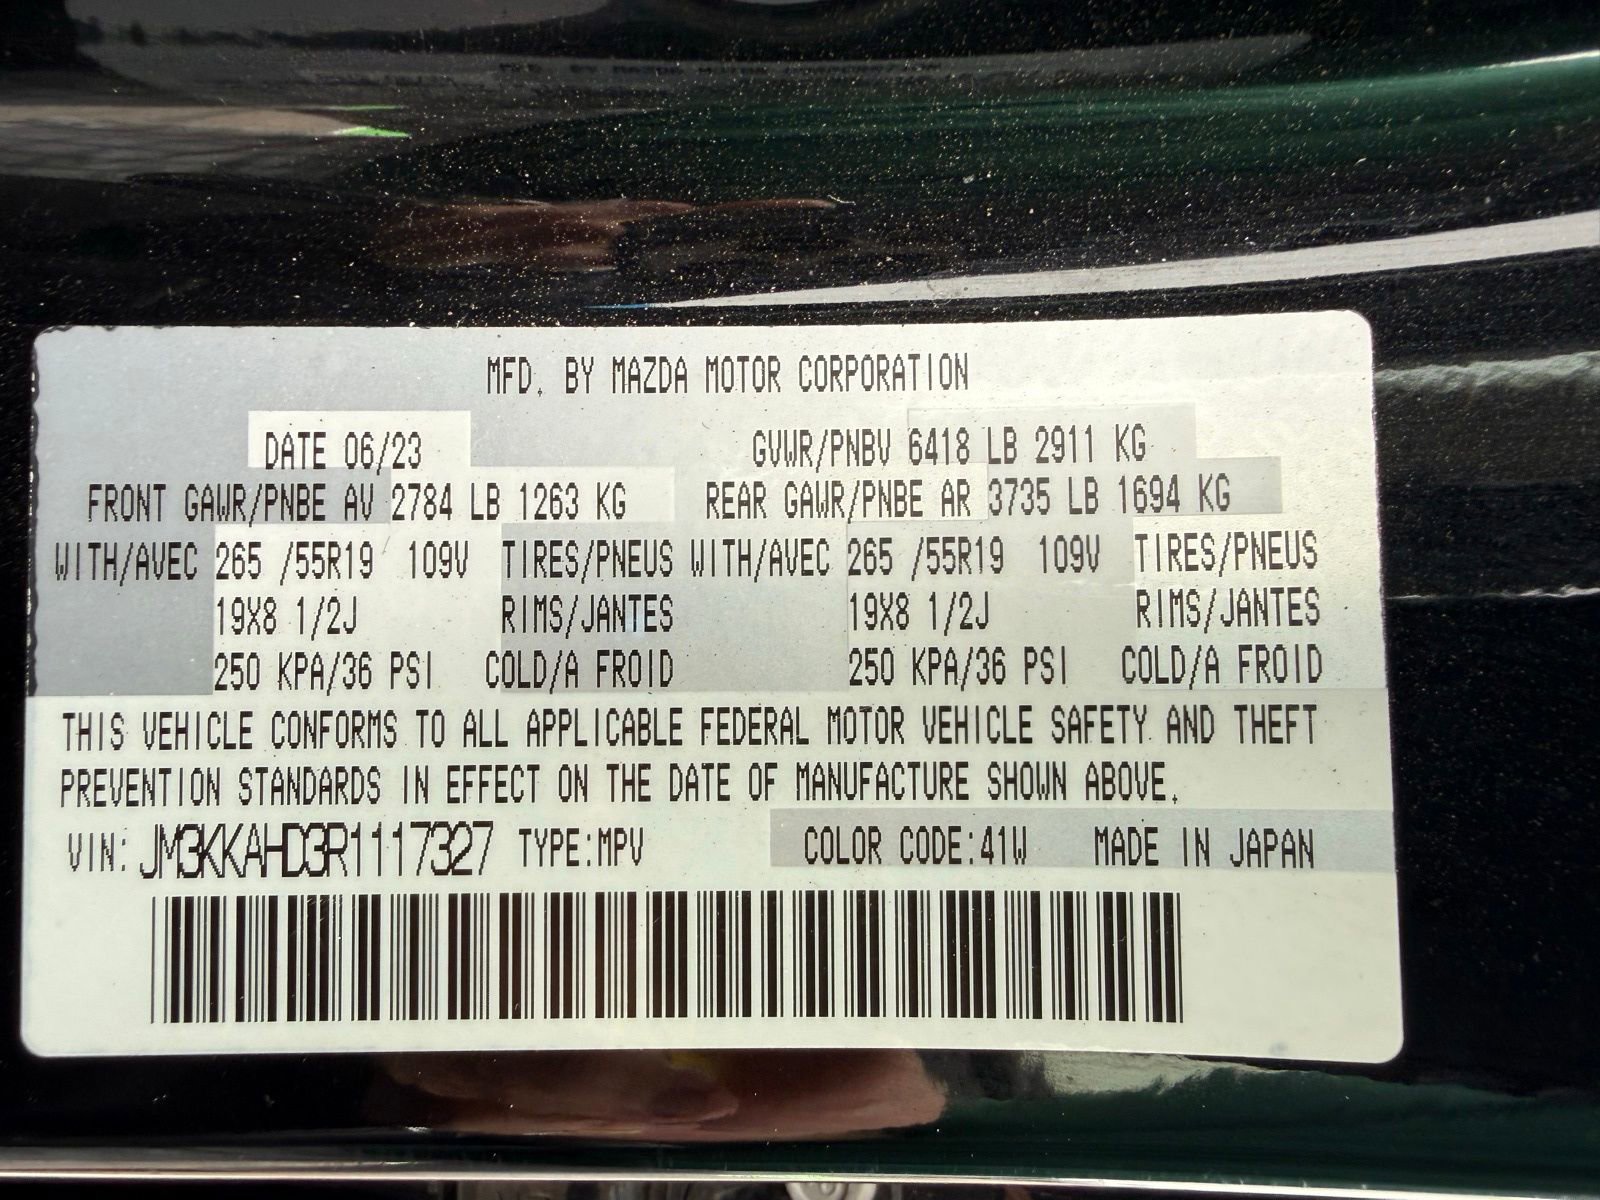 MFD. BY MAZDA MOTOR CORPORATION
DATE 06/23 GVWR/PNBV 6418 LB 2911 KG
FRONT GAWR/PNBE AV 2784 LB 1263 KG REAR GAWR/PNBE AR 3735 LB 1694 KG
WITH/AVEC 265 /55R19 109V TIRES/PNEUS WITH/AVEC 265 /55R19 109V TIRES/PNEUS
19X8 1/2J RIMS/JANTES 19X8 1/2J RIMS/JANTES
250 KPA/36 PSI COLD/A FROID 250 KPA/36 PSI COLD/A FROID
THIS VEHICLE CONFORMS TO ALL APPLICABLE FEDERAL MOTOR VEHICLE SAFETY AND THEFT
PREVENTION STANDARDS IN EFFECT ON THE DATE OF MANUFACTURE SHOWN ABOVE.
VIN: JM3KKAHD3R1117327 TYPE:MPV COLOR CODE:41W MADE IN JAPAN